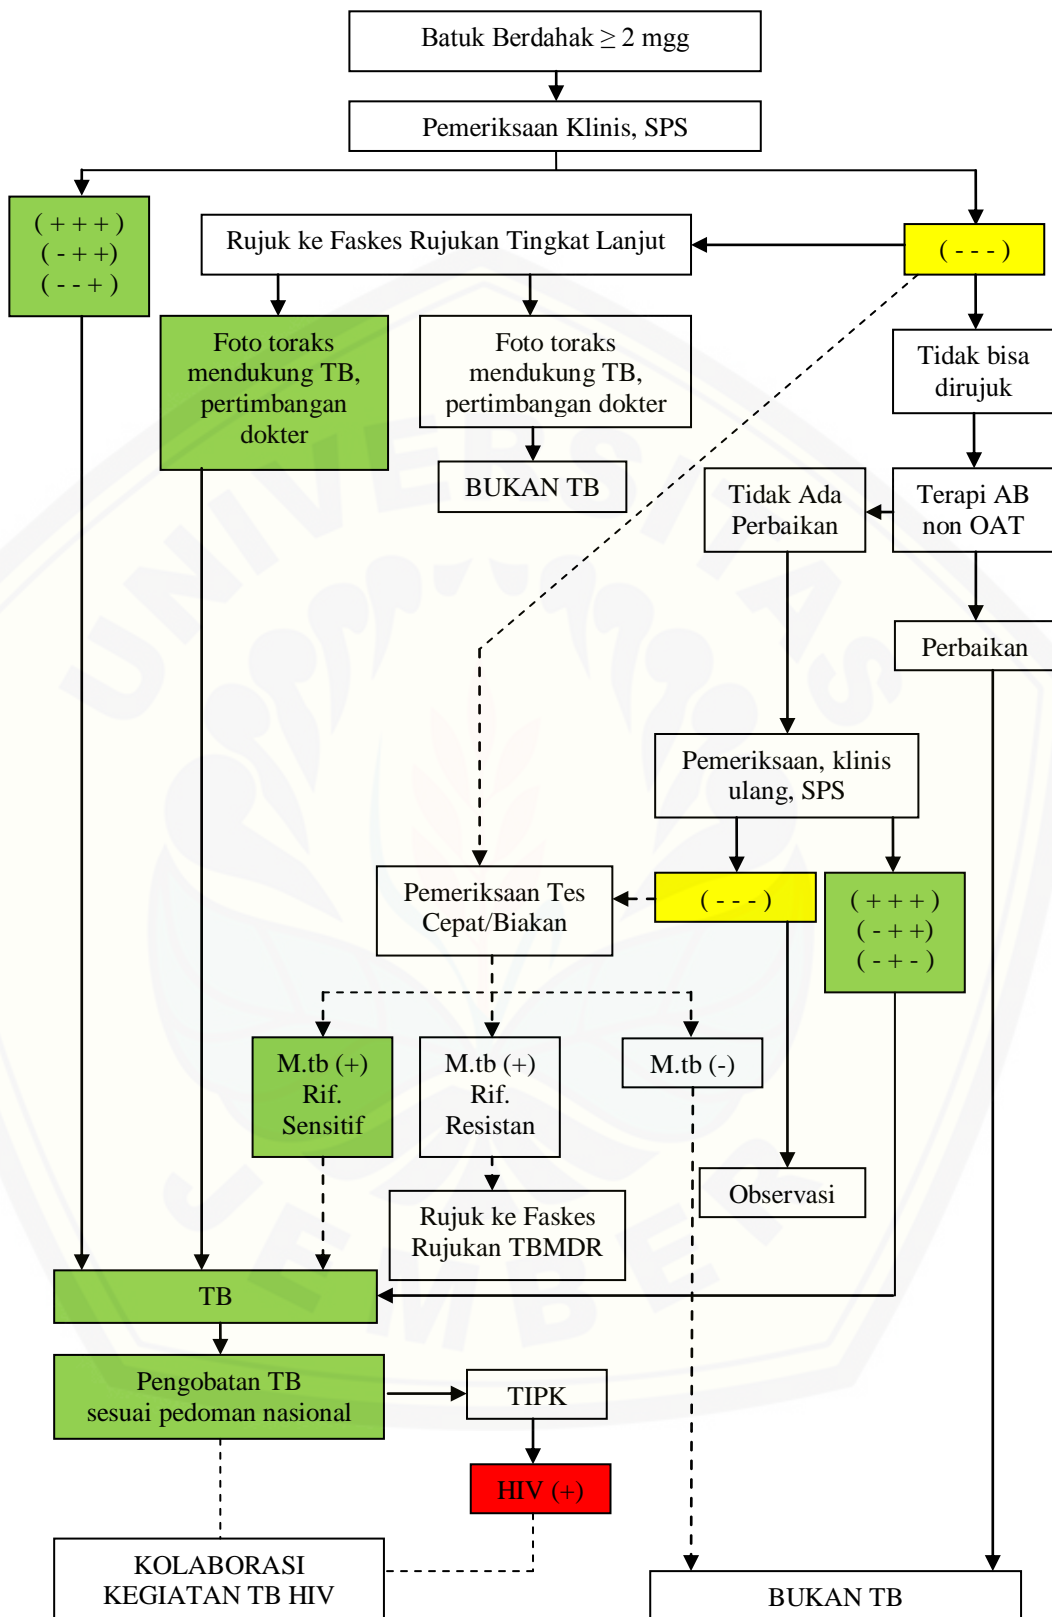 Batuk Berdahak ≥ 2 mgg
Pemeriksaan Klinis, SPS
( + + + )
( - + +)
( - - + )
Rujuk ke Faskes Rujukan Tingkat Lanjut
( - - - )
Foto toraks
mendukung TB,
pertimbangan
dokter
Foto toraks
mendukung TB,
pertimbangan dokter
Tidak bisa
dirujuk
BUKAN TB
Tidak Ada
Perbaikan
Terapi AB
non OAT
Perbaikan
Pemeriksaan, klinis
ulang, SPS
Pemeriksaan Tes
Cepat/Biakan
( - - - )
( + + + )
( - + +)
( - + - )
M.tb (+)
Rif.
Sensitif
M.tb (+)
Rif.
Resistan
M.tb (-)
Observasi
Rujuk ke Faskes
Rujukan TBMDR
TB
Pengobatan TB
sesuai pedoman nasional
TIPK
HIV (+)
KOLABORASI
KEGIATAN TB HIV
BUKAN TB
UNIVERSITAS
JEMBER